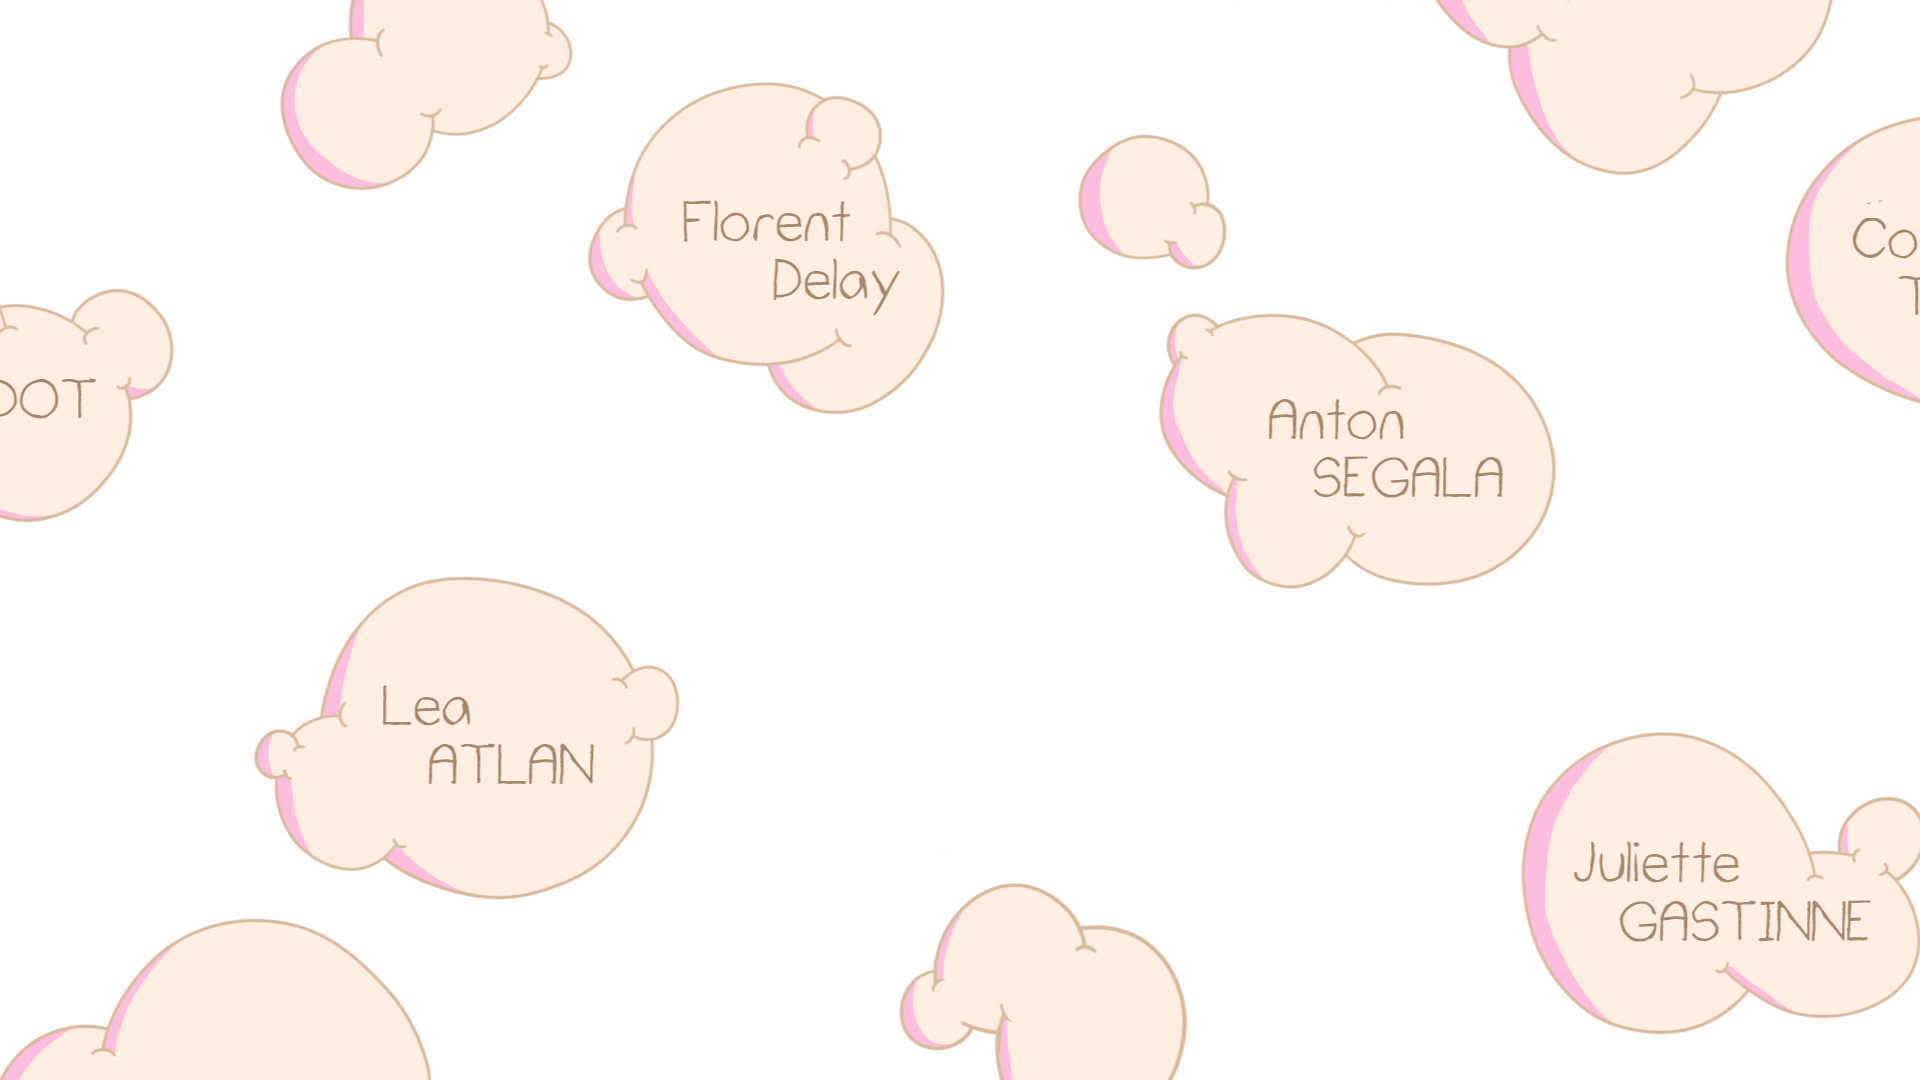 Florent
Delay
Anton
SEGALA
Lea
ATLAN
Juliette
GASTINNE